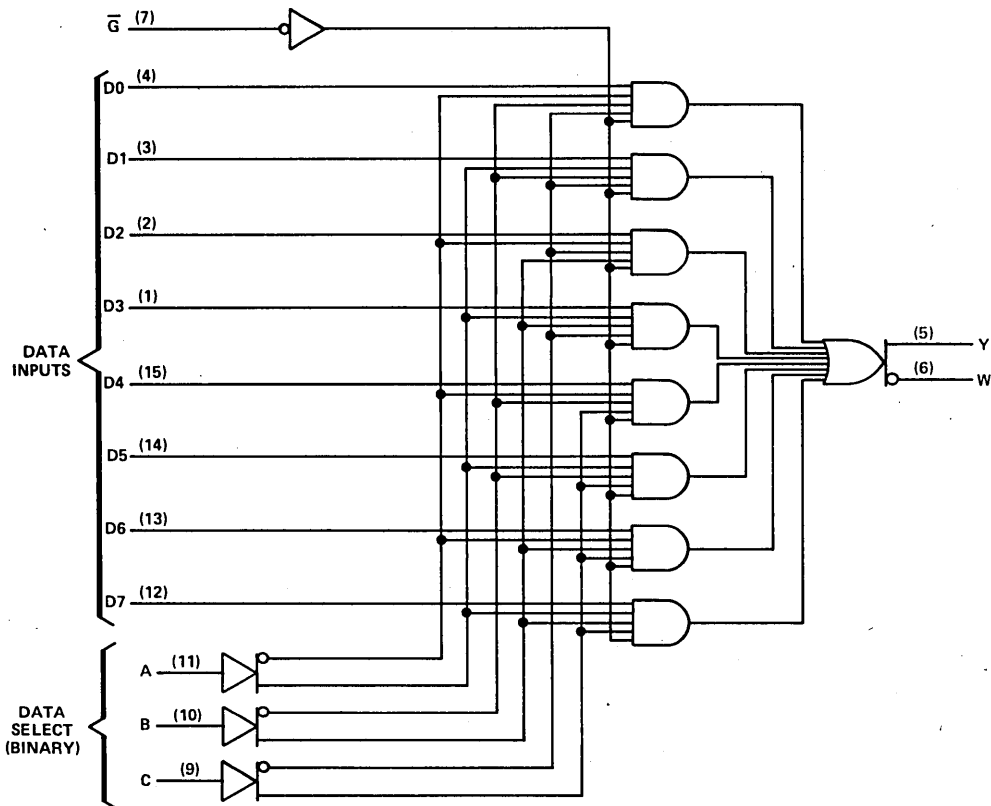 G̅ (7)
D0 (4)
D1 (3)
D2 (2)
D3 (1)
DATA
INPUTS
(5) Y
(6) W
D4 (15)
D5 (14)
D6 (13)
D7 (12)
A (11)
DATA
SELECT
(BINARY)
B (10)
C (9)